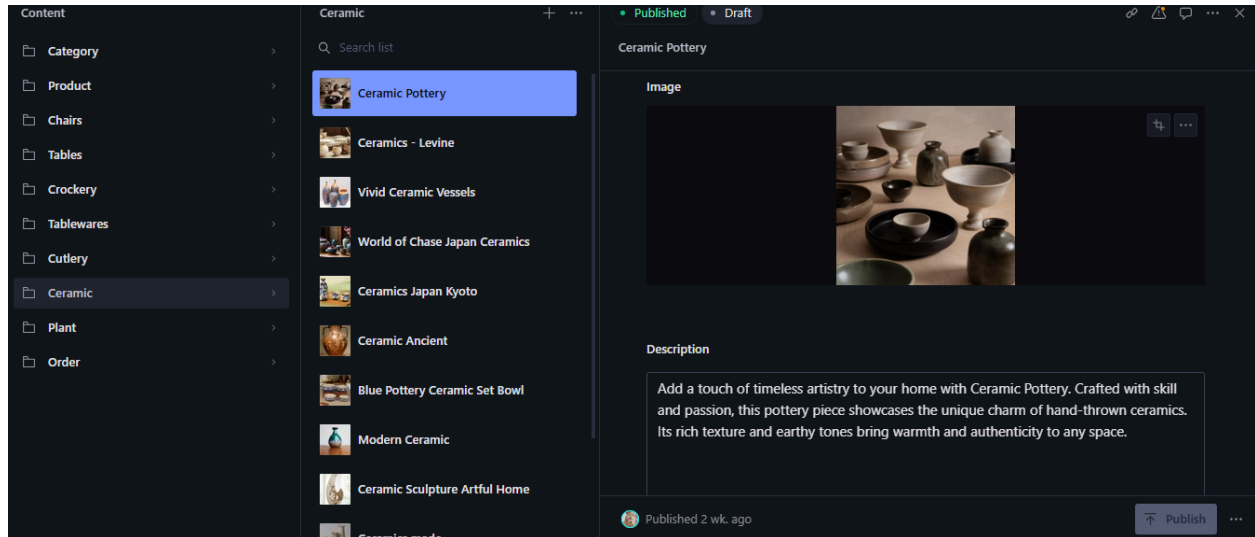 Content
Category
Product
Chairs
Tables
Crockery
Tablewares
Cutlery
Ceramic
Plant
Order
Ceramic
Search list
Ceramic Pottery
Ceramics - Levine
Vivid Ceramic Vessels
World of Chase Japan Ceramics
Ceramics Japan Kyoto
Ceramic Ancient
Blue Pottery Ceramic Set Bowl
Modern Ceramic
Ceramic Sculpture Artful Home
Published Draft
Ceramic Pottery
Image
Description
Add a touch of timeless artistry to your home with Ceramic Pottery. Crafted with skill
and passion, this pottery piece showcases the unique charm of hand-thrown ceramics.
Its rich texture and earthy tones bring warmth and authenticity to any space.
Published 2 wk. ago
Publish